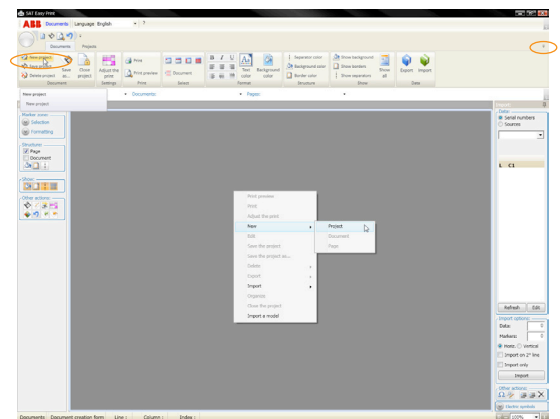 SAT Easy Print
ABB Documents Language English ?
Documents Projects
New project
Save project
Delete project
Save as...
Close project
Adjust the print
Print
Print preview
Document
B I U
Text color
Background color
Separator color
Background color
Border color
Show background
Show borders
Show separators
Show all
Export
Import
Document Settings Print Select Format Structure Show Data
New project
New project
Documents:
Pages:
Marker zone:
Selection
Formatting
Structure:
Page
Document
Show:
Other actions:
Print preview
Print
Adjust the print
New
Edit
Save the project
Save the project as...
Delete
Export
Import
Organize
Close the project
Import a model
Project
Document
Page
Import:
Data:
Serial numbers
Sources
L C1
Refresh Edit
Import options:
Data: 0
Markers: 0
Horiz. Vertical
Import on 2° line
Import only
Import
Other actions:
Electric symbols
Documents Document creation from: Line : Column : Index :
100%